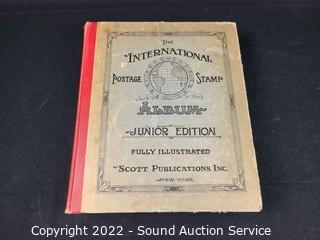 THE
INTERNATIONAL
POSTAGE STAMP
ALBUM
JUNIOR EDITION
FULLY ILLUSTRATED
SCOTT PUBLICATIONS INC.
NEW YORK.
Copyright 2022 - Sound Auction Service